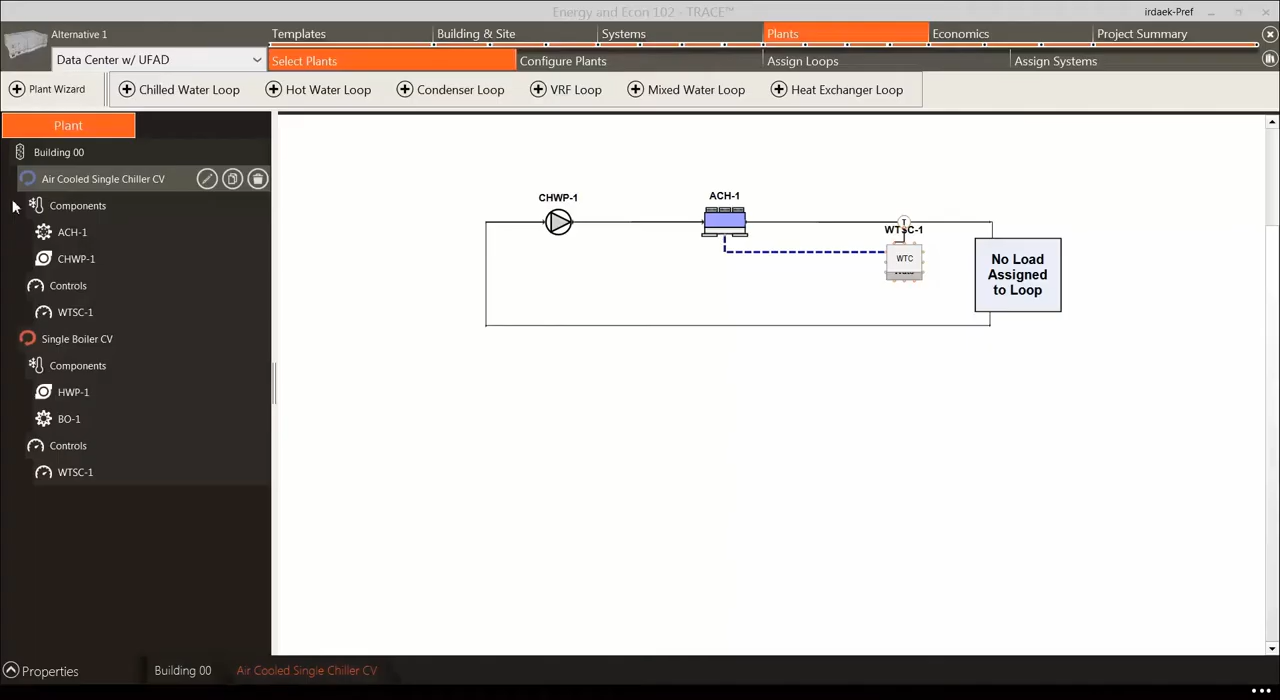 Energy and Econ 102 - TRACE™
irdaek-Pref
Alternative 1
Templates
Building & Site
Systems
Plants
Economics
Project Summary
Data Center w/ UFAD
Select Plants
Configure Plants
Assign Loops
Assign Systems
Plant Wizard
Chilled Water Loop
Hot Water Loop
Condenser Loop
VRF Loop
Mixed Water Loop
Heat Exchanger Loop
Plant
Building 00
Air Cooled Single Chiller CV
Components
ACH-1
CHWP-1
Controls
WTSC-1
Single Boiler CV
Components
HWP-1
BO-1
Controls
WTSC-1
CHWP-1
ACH-1
T
WTSC-1
WTC
No Load
Assigned
to Loop
Properties
Building 00
Air Cooled Single Chiller CV